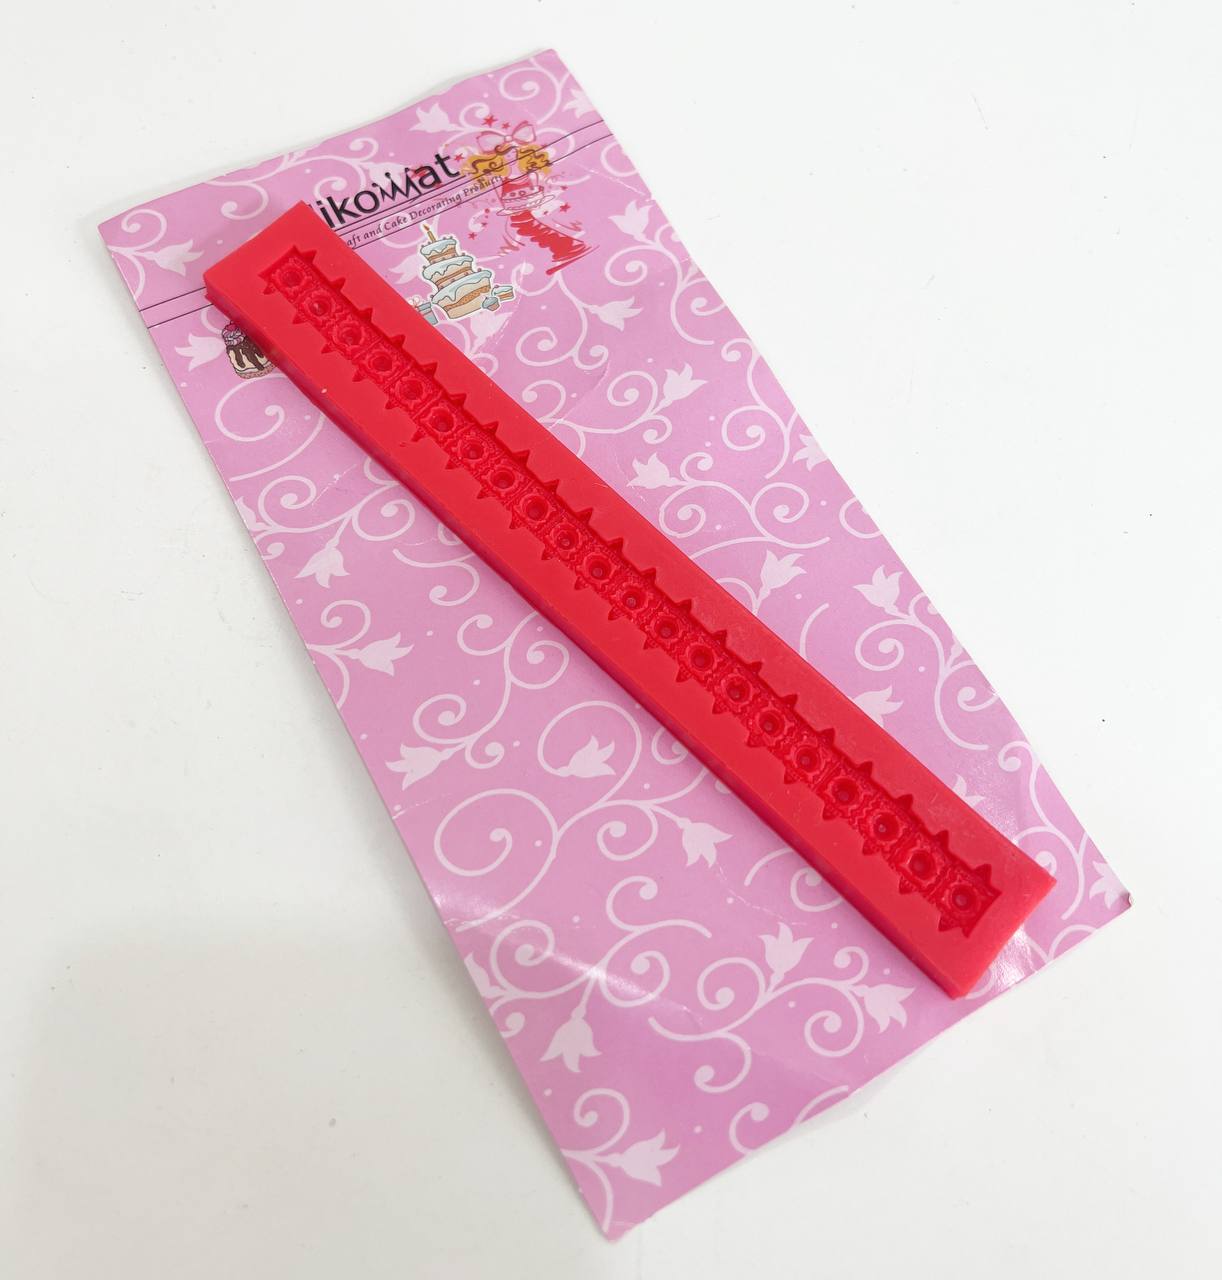 ikomat
aft and Cake Decorating Products